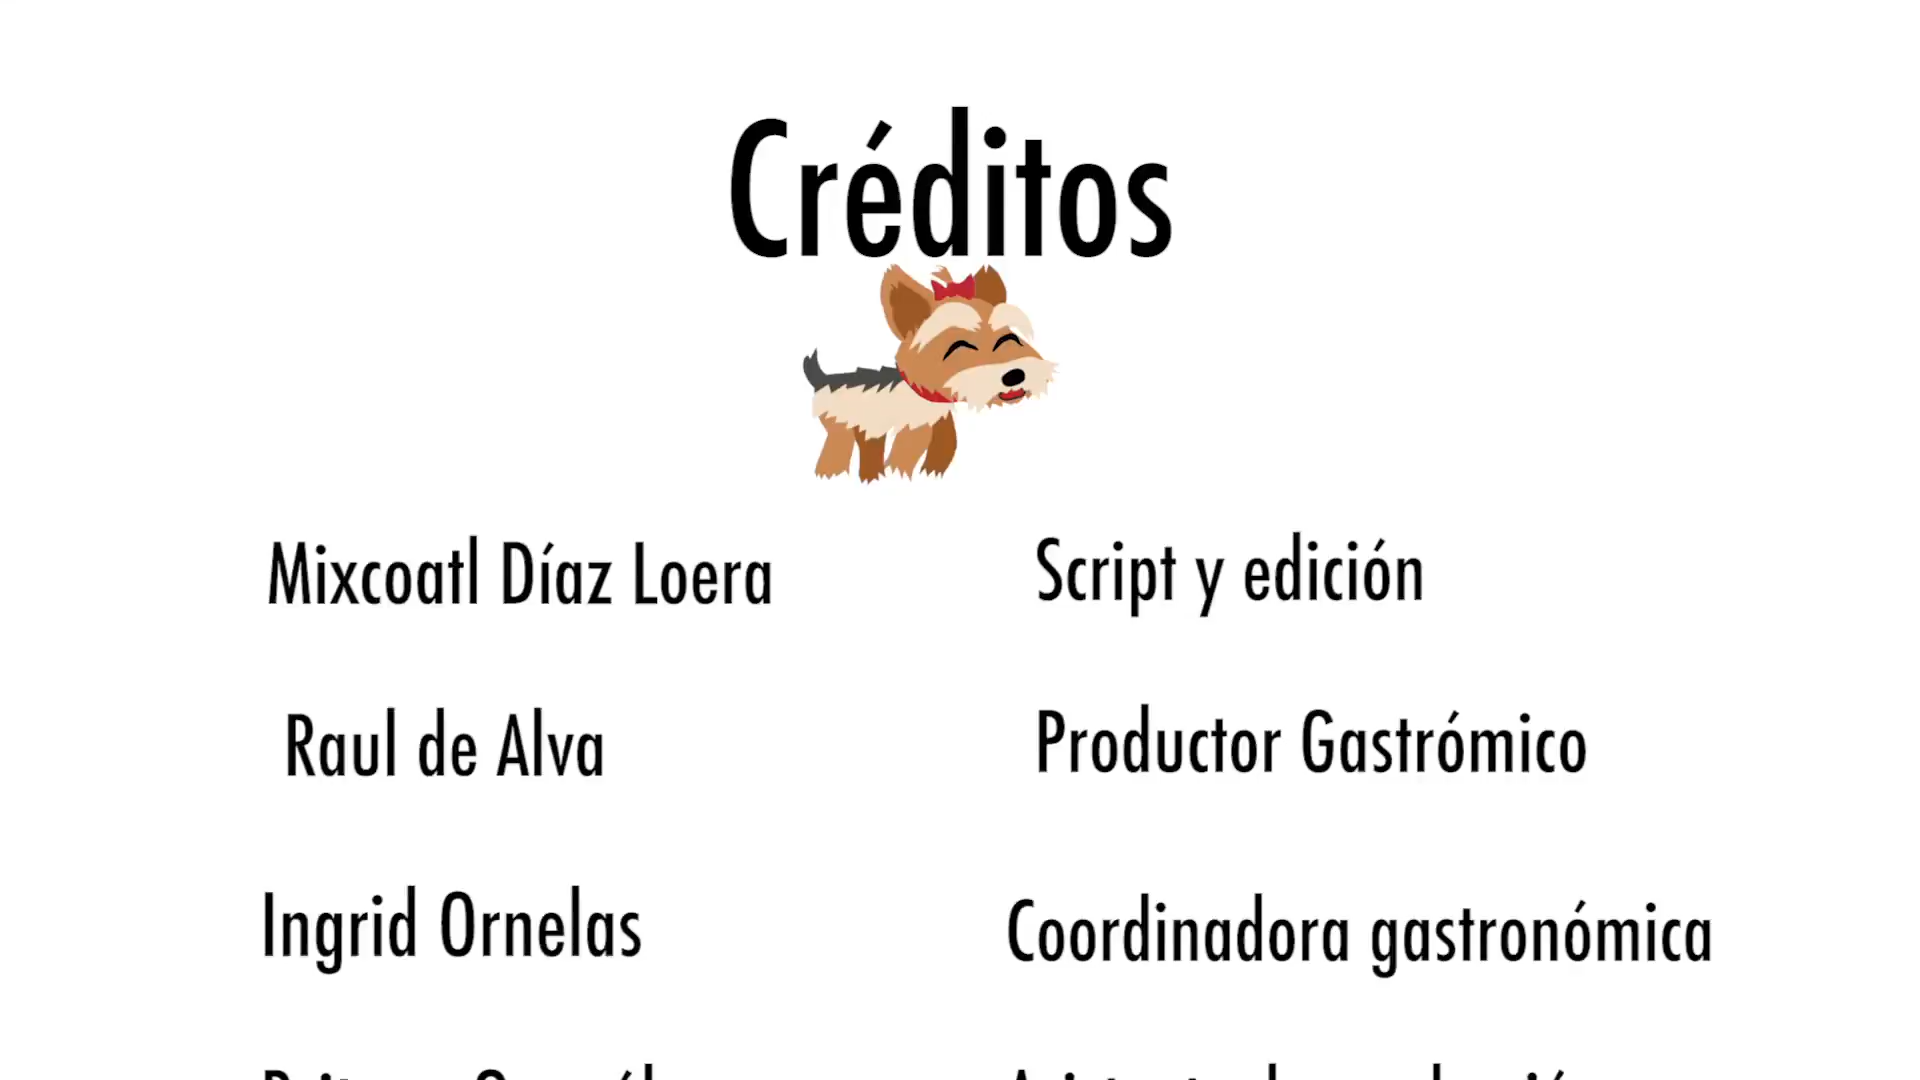 Créditos
Mixcoatl Díaz Loera Script y edición
Raul de Alva Productor Gastrómico
Ingrid Ornelas Coordinadora gastronómica